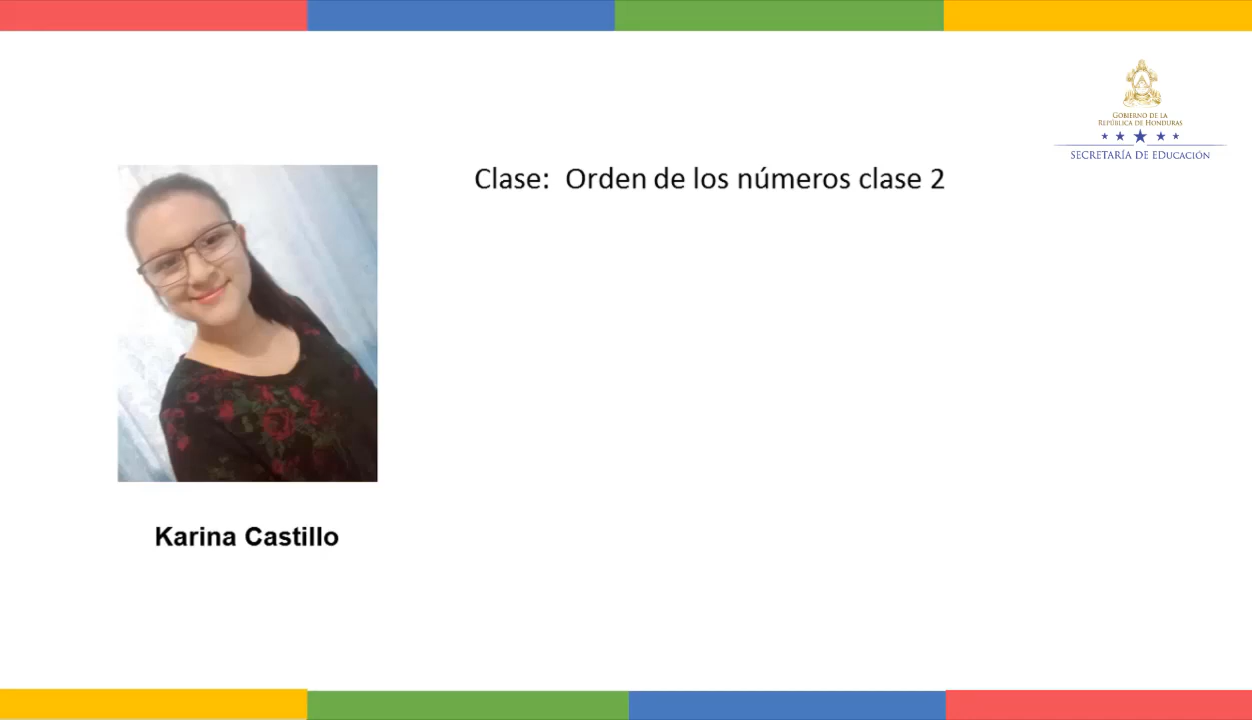 GOBIERNO DE LA
REPÚBLICA DE HONDURAS
SECRETARÍA DE EDUCACIÓN
Clase:  Orden de los números clase 2
Karina Castillo